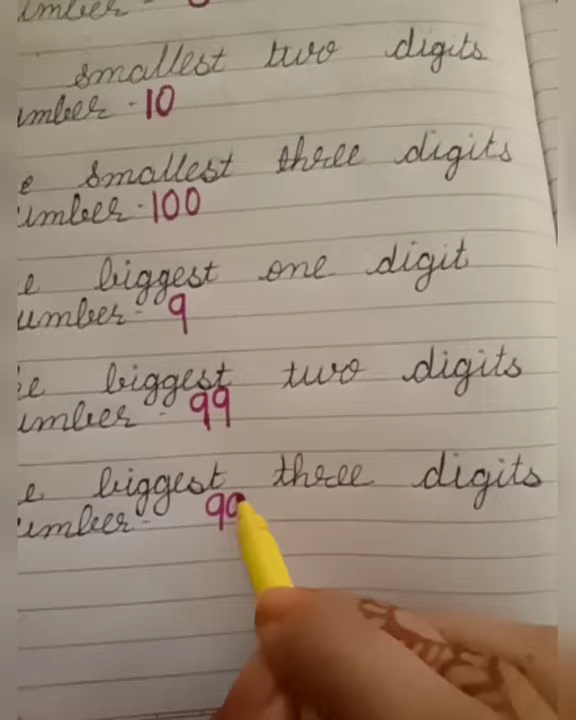 smallest two digits
umber - 10
e smallest three digits
umber - 100
e biggest one digit
umber - 9
e biggest two digits
umber - 99
e biggest three digits
umber - 99